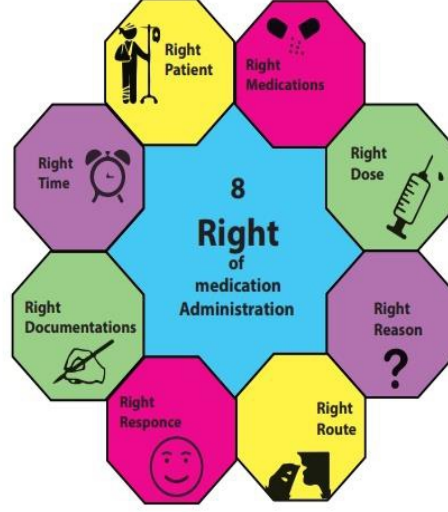 8
Right
of
medication
Administration
Right
Patient
Right
Medications
Right
Dose
Right
Reason
?
Right
Route
Right
Responce
Right
Documentations
Right
Time